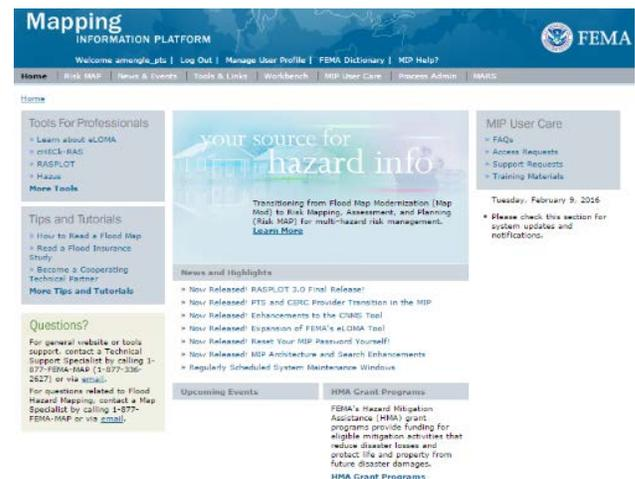 Mapping
INFORMATION PLATFORM
FEMA
Welcome amengle_pts | Log Out | Manage User Profile | FEMA Dictionary | MIP Help?
Home | Risk MAP | News & Events | Tools & Links | Workbench | MIP User Care | Process Admin | MARS
Home
Tools For Professionals
» Learn about eLOMA
» cHECk-RAS
» RASPLOT
» Hazus
More Tools
Tips and Tutorials
» How to Read a Flood Map
» Read a Flood Insurance
Study
» Become a Cooperating
Technical Partner
More Tips and Tutorials
Questions?
For general website or tools
support, contact a Technical
Support Specialist by calling 1-
877-FEMA-MAP (1-877-336-
2627) or via email.
For questions related to Flood
Hazard Mapping, contact a Map
Specialist by calling 1-877-
FEMA-MAP or via email.
your source for
hazard info
Transitioning from Flood Map Modernization (Map
Mod) to Risk Mapping, Assessment, and Planning
(Risk MAP) for multi-hazard risk management.
Learn More
News and Highlights
» Now Released! RASPLOT 3.0 Final Release!
» Now Released! PTS and CERC Provider Transition in the MIP
» Now Released! Enhancements to the CNMS Tool
» Now Released! Expansion of FEMA's eLOMA Tool
» Now Released! Reset Your MIP Password Yourself!
» Now Released! MIP Architecture and Search Enhancements
» Regularly Scheduled System Maintenance Windows
Upcoming Events
HMA Grant Programs
FEMA's Hazard Mitigation
Assistance (HMA) grant
programs provide funding for
eligible mitigation activities that
reduce disaster losses and
protect life and property from
future disaster damages.
HMA Grant Programs
MIP User Care
» FAQs
» Access Requests
» Support Requests
» Training Materials
Tuesday, February 9, 2016
• Please check this section for
system updates and
notifications.